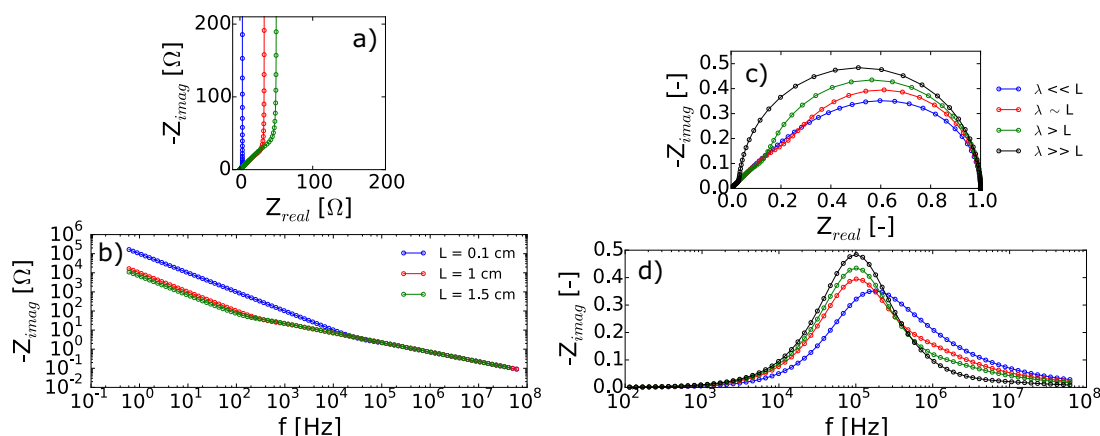 a)
-Z_imag [Ω]
200
100
0
0 100 200
Z_real [Ω]
b)
-Z_imag [Ω]
10^6
10^5
10^4
10^3
10^2
10^1
10^0
10^-1
10^-2
L = 0.1 cm
L = 1 cm
L = 1.5 cm
10^-1 10^0 10^1 10^2 10^3 10^4 10^5 10^6 10^7 10^8
f [Hz]
c)
-Z_imag [-]
0.5
0.4
0.3
0.2
0.1
0.0
0.0 0.2 0.4 0.6 0.8 1.0
Z_real [-]
λ << L
λ ~ L
λ > L
λ >> L
d)
-Z_imag [-]
0.5
0.4
0.3
0.2
0.1
0.0
10^2 10^3 10^4 10^5 10^6 10^7 10^8
f [Hz]